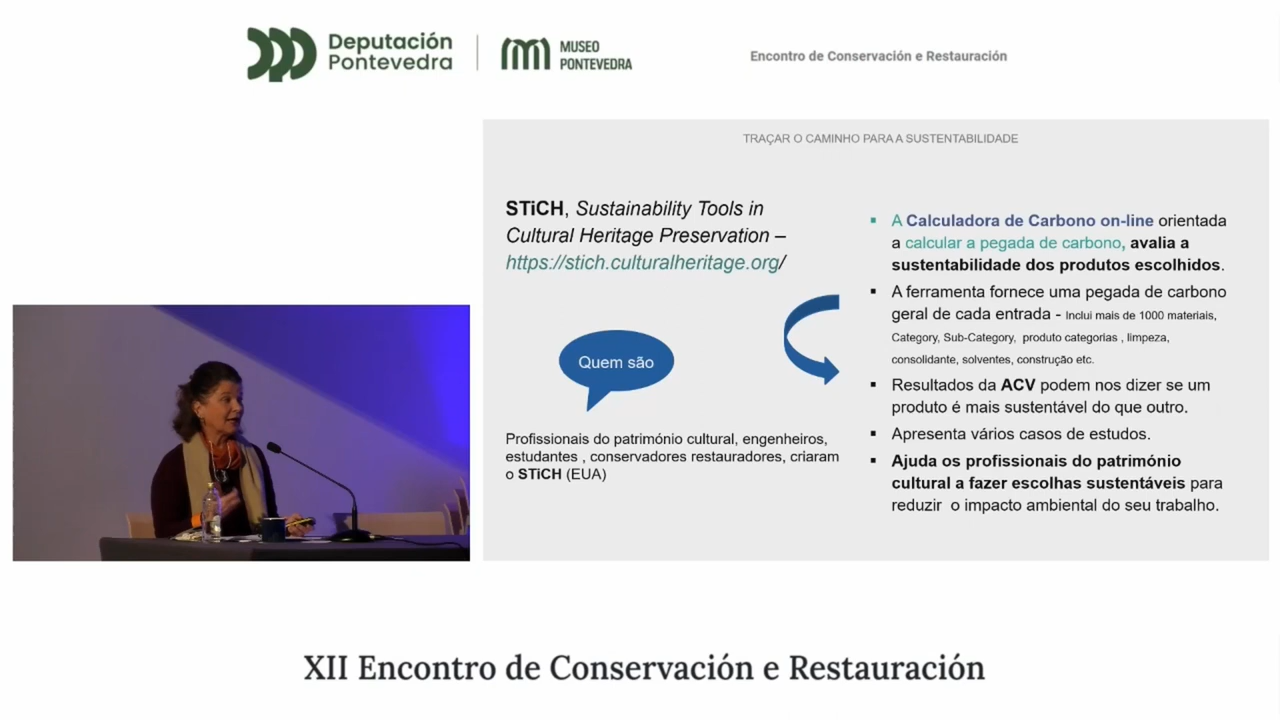 Deputación
Pontevedra
MUSEO
PONTEVEDRA
Encontro de Conservación e Restauración
TRAÇAR O CAMINHO PARA A SUSTENTABILIDADE
STiCH, Sustainability Tools in
Cultural Heritage Preservation –
https://stich.culturalheritage.org/
Quem são
Profissionais do património cultural, engenheiros,
estudantes , conservadores restauradores, criaram
o STiCH (EUA)
▪ A Calculadora de Carbono on-line orientada
a calcular a pegada de carbono, avalia a
sustentabilidade dos produtos escolhidos.
▪ A ferramenta fornece uma pegada de carbono
geral de cada entrada - Inclui mais de 1000 materiais,
Category, Sub-Category, produto categorias , limpeza,
consolidante, solventes, construção etc.
▪ Resultados da ACV podem nos dizer se um
produto é mais sustentável do que outro.
▪ Apresenta vários casos de estudos.
▪ Ajuda os profissionais do património
cultural a fazer escolhas sustentáveis para
reduzir o impacto ambiental do seu trabalho.
XII Encontro de Conservación e Restauración